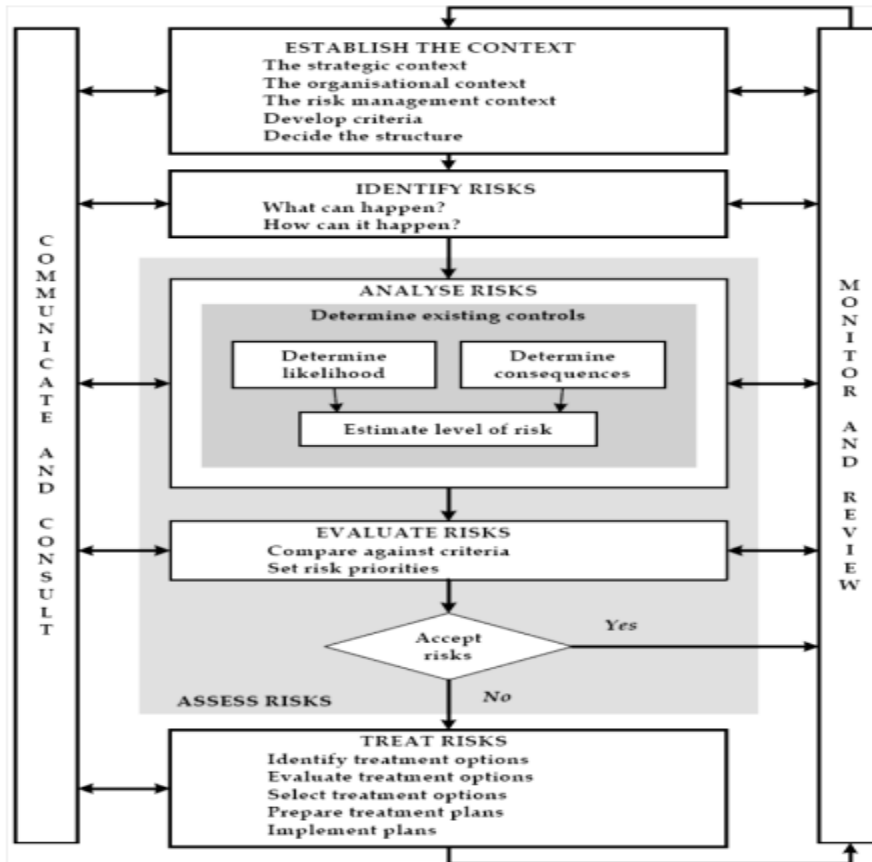 ESTABLISH THE CONTEXT
The strategic context
The organisational context
The risk management context
Develop criteria
Decide the structure
IDENTIFY RISKS
What can happen?
How can it happen?
COMMUNICATE AND CONSULT
MONITOR AND REVIEW
ANALYSE RISKS
Determine existing controls
Determine
likelihood
Determine
consequences
Estimate level of risk
EVALUATE RISKS
Compare against criteria
Set risk priorities
Accept
risks
Yes
No
ASSESS RISKS
TREAT RISKS
Identify treatment options
Evaluate treatment options
Select treatment options
Prepare treatment plans
Implement plans